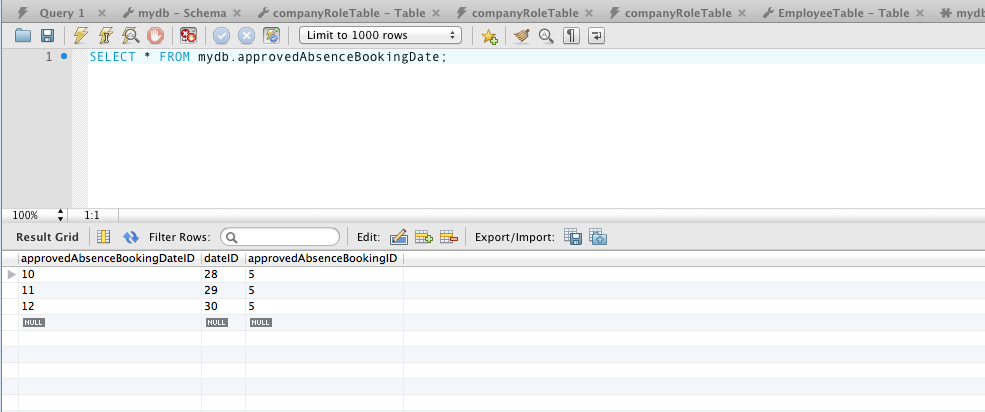 Query 1 mydb - Schema companyRoleTable - Table companyRoleTable companyRoleTable EmployeeTable - Table mydb
Limit to 1000 rows
1 SELECT * FROM mydb.approvedAbsenceBookingDate;
100% 1:1
Result Grid Filter Rows: Edit: Export/Import:
approvedAbsenceBookingDateID dateID approvedAbsenceBookingID
10 28 5
11 29 5
12 30 5
NULL NULL NULL